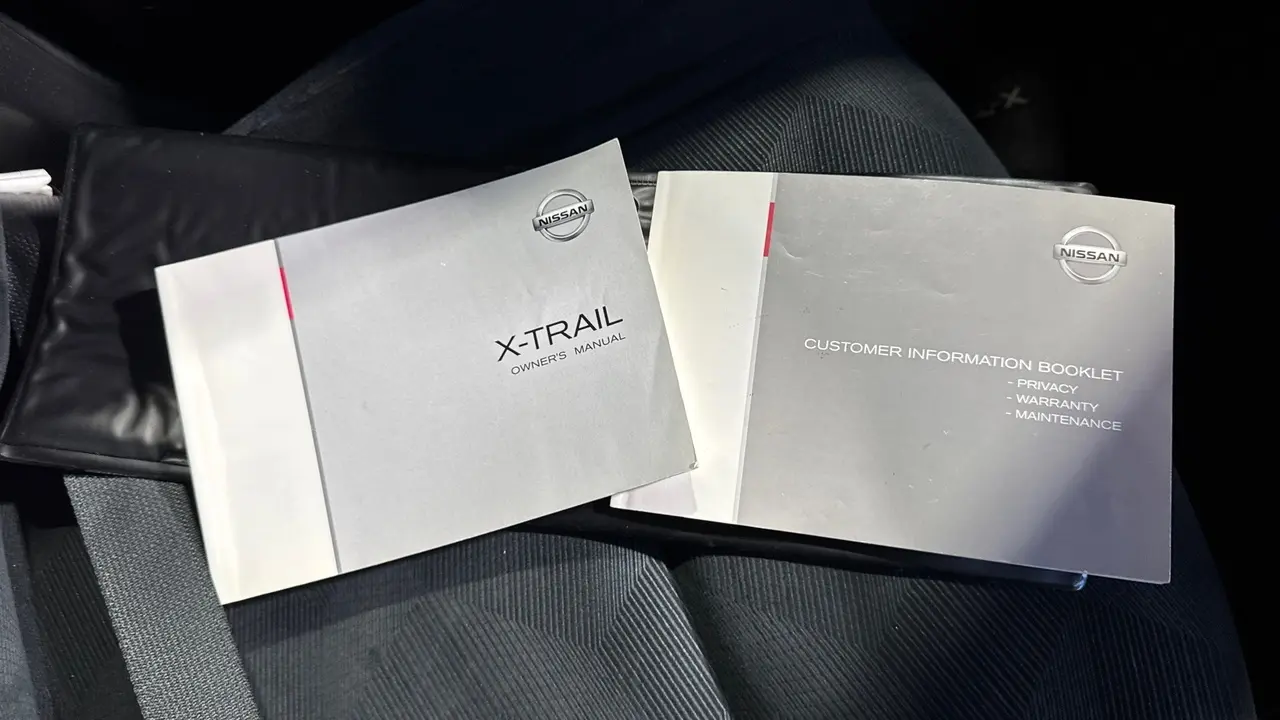 NISSAN
X-TRAIL
OWNER'S MANUAL
NISSAN
CUSTOMER INFORMATION BOOKLET
- PRIVACY
- WARRANTY
- MAINTENANCE